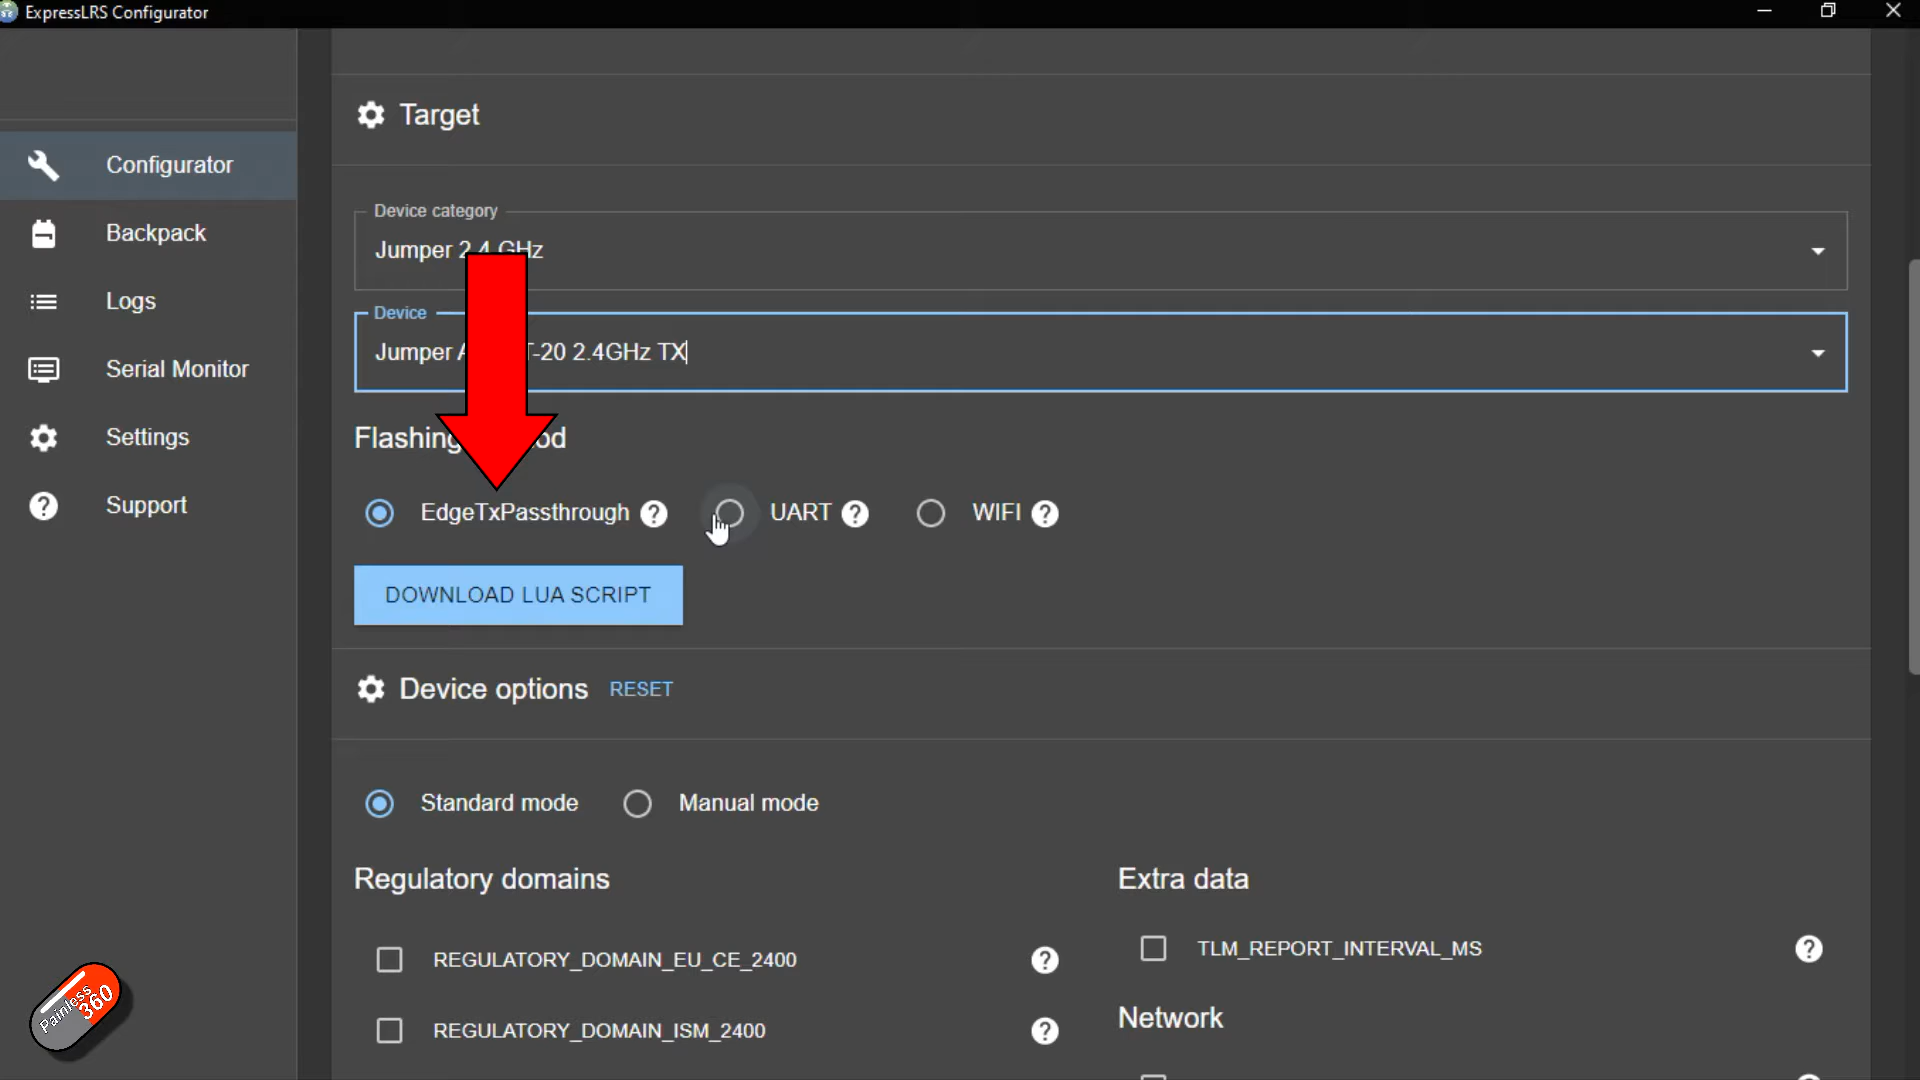 ExpressLRS Configurator
Target
Configurator
Backpack
Logs
Serial Monitor
Settings
Support
Device category
Jumper 2.4 GHz
Device
Jumper T-20 2.4GHz TX
Flashing
EdgeTxPassthrough ? UART ? WIFI ?
DOWNLOAD LUA SCRIPT
Device options RESET
Standard mode Manual mode
Regulatory domains
REGULATORY_DOMAIN_EU_CE_2400 ?
REGULATORY_DOMAIN_ISM_2400 ?
Extra data
TLM_REPORT_INTERVAL_MS ?
Network
Painless
360